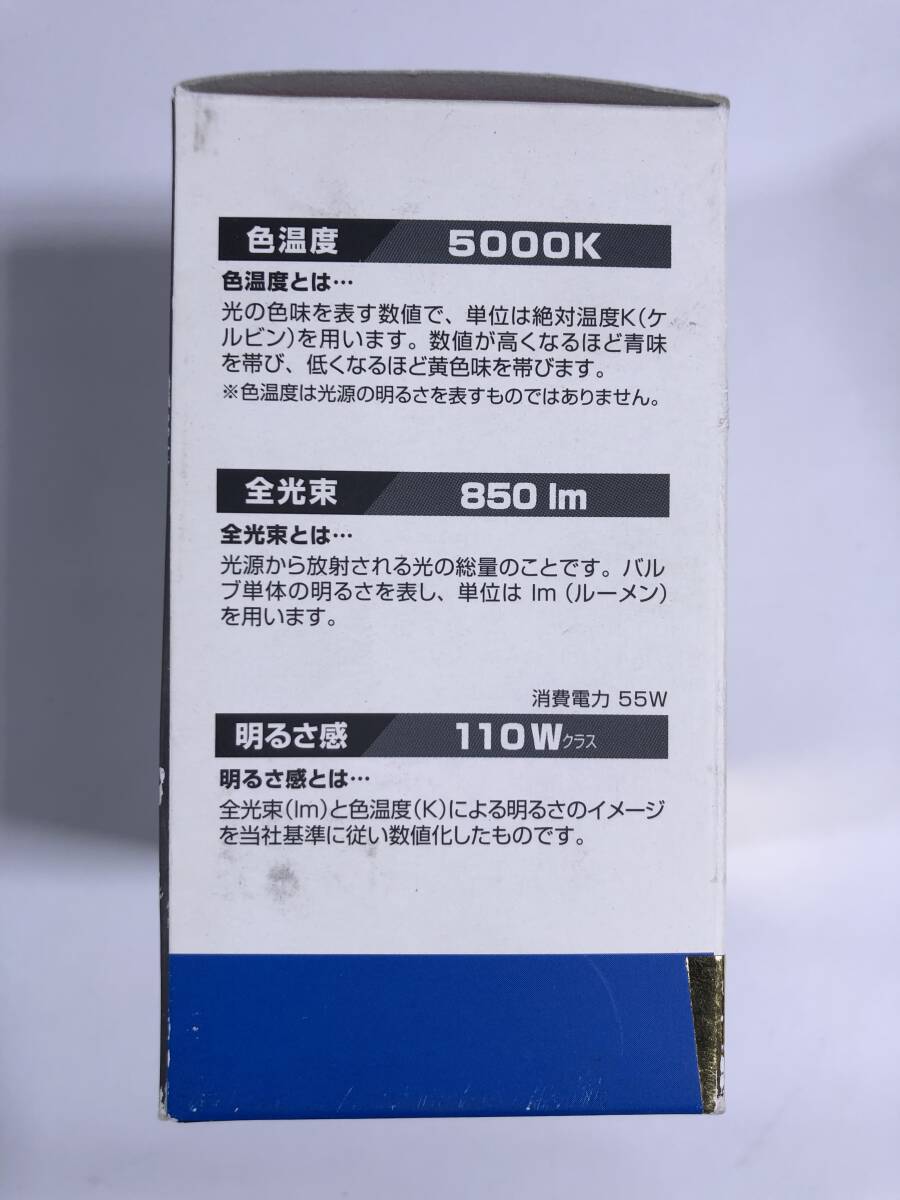 色温度 5000K
色温度とは…
光の色味を表す数値で、単位は絶対温度K(ケ
ルビン)を用います。数値が高くなるほど青味
を帯び、低くなるほど黄色味を帯びます。
※色温度は光源の明るさを表すものではありません。
全光束 850 lm
全光束とは…
光源から放射される光の総量のことです。バル
ブ単体の明るさを表し、単位は lm (ルーメン)
を用います。
消費電力 55W
明るさ感 110Wクラス
明るさ感とは…
全光束(lm)と色温度(K)による明るさのイメージ
を当社基準に従い数値化したものです。